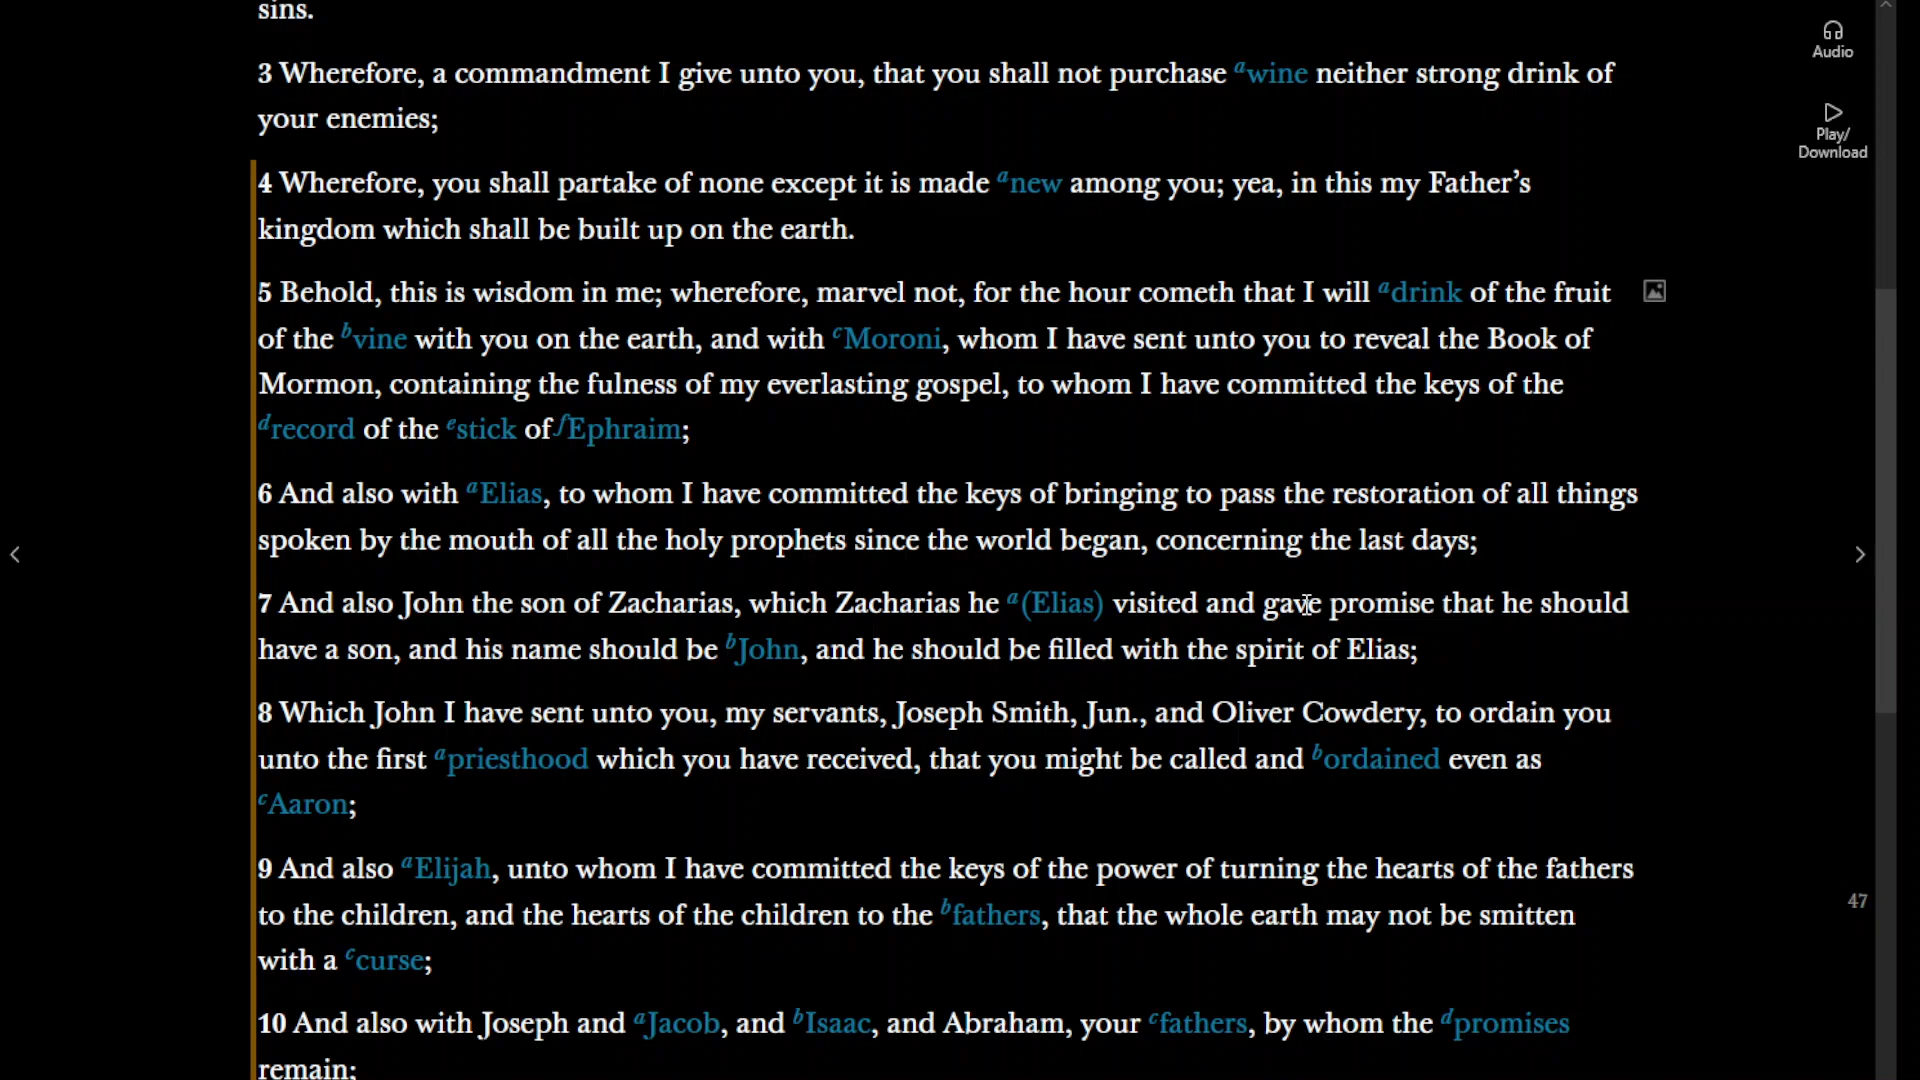 sins.
3 Wherefore, a commandment I give unto you, that you shall not purchase ᵃwine neither strong drink of
your enemies;
4 Wherefore, you shall partake of none except it is made ᵃnew among you; yea, in this my Father’s
kingdom which shall be built up on the earth.
5 Behold, this is wisdom in me; wherefore, marvel not, for the hour cometh that I will ᵃdrink of the fruit
of the ᵇvine with you on the earth, and with ᶜMoroni, whom I have sent unto you to reveal the Book of
Mormon, containing the fulness of my everlasting gospel, to whom I have committed the keys of the
ᵈrecord of the ᵉstick of ᶠEphraim;
6 And also with ᵃElias, to whom I have committed the keys of bringing to pass the restoration of all things
spoken by the mouth of all the holy prophets since the world began, concerning the last days;
7 And also John the son of Zacharias, which Zacharias he ᵃ(Elias) visited and gave promise that he should
have a son, and his name should be ᵇJohn, and he should be filled with the spirit of Elias;
8 Which John I have sent unto you, my servants, Joseph Smith, Jun., and Oliver Cowdery, to ordain you
unto the first ᵃpriesthood which you have received, that you might be called and ᵇordained even as
ᶜAaron;
9 And also ᵃElijah, unto whom I have committed the keys of the power of turning the hearts of the fathers
to the children, and the hearts of the children to the ᵇfathers, that the whole earth may not be smitten
with a ᶜcurse;
10 And also with Joseph and ᵃJacob, and ᵇIsaac, and Abraham, your ᶜfathers, by whom the ᵈpromises
remain;
Audio
Play/
Download
47